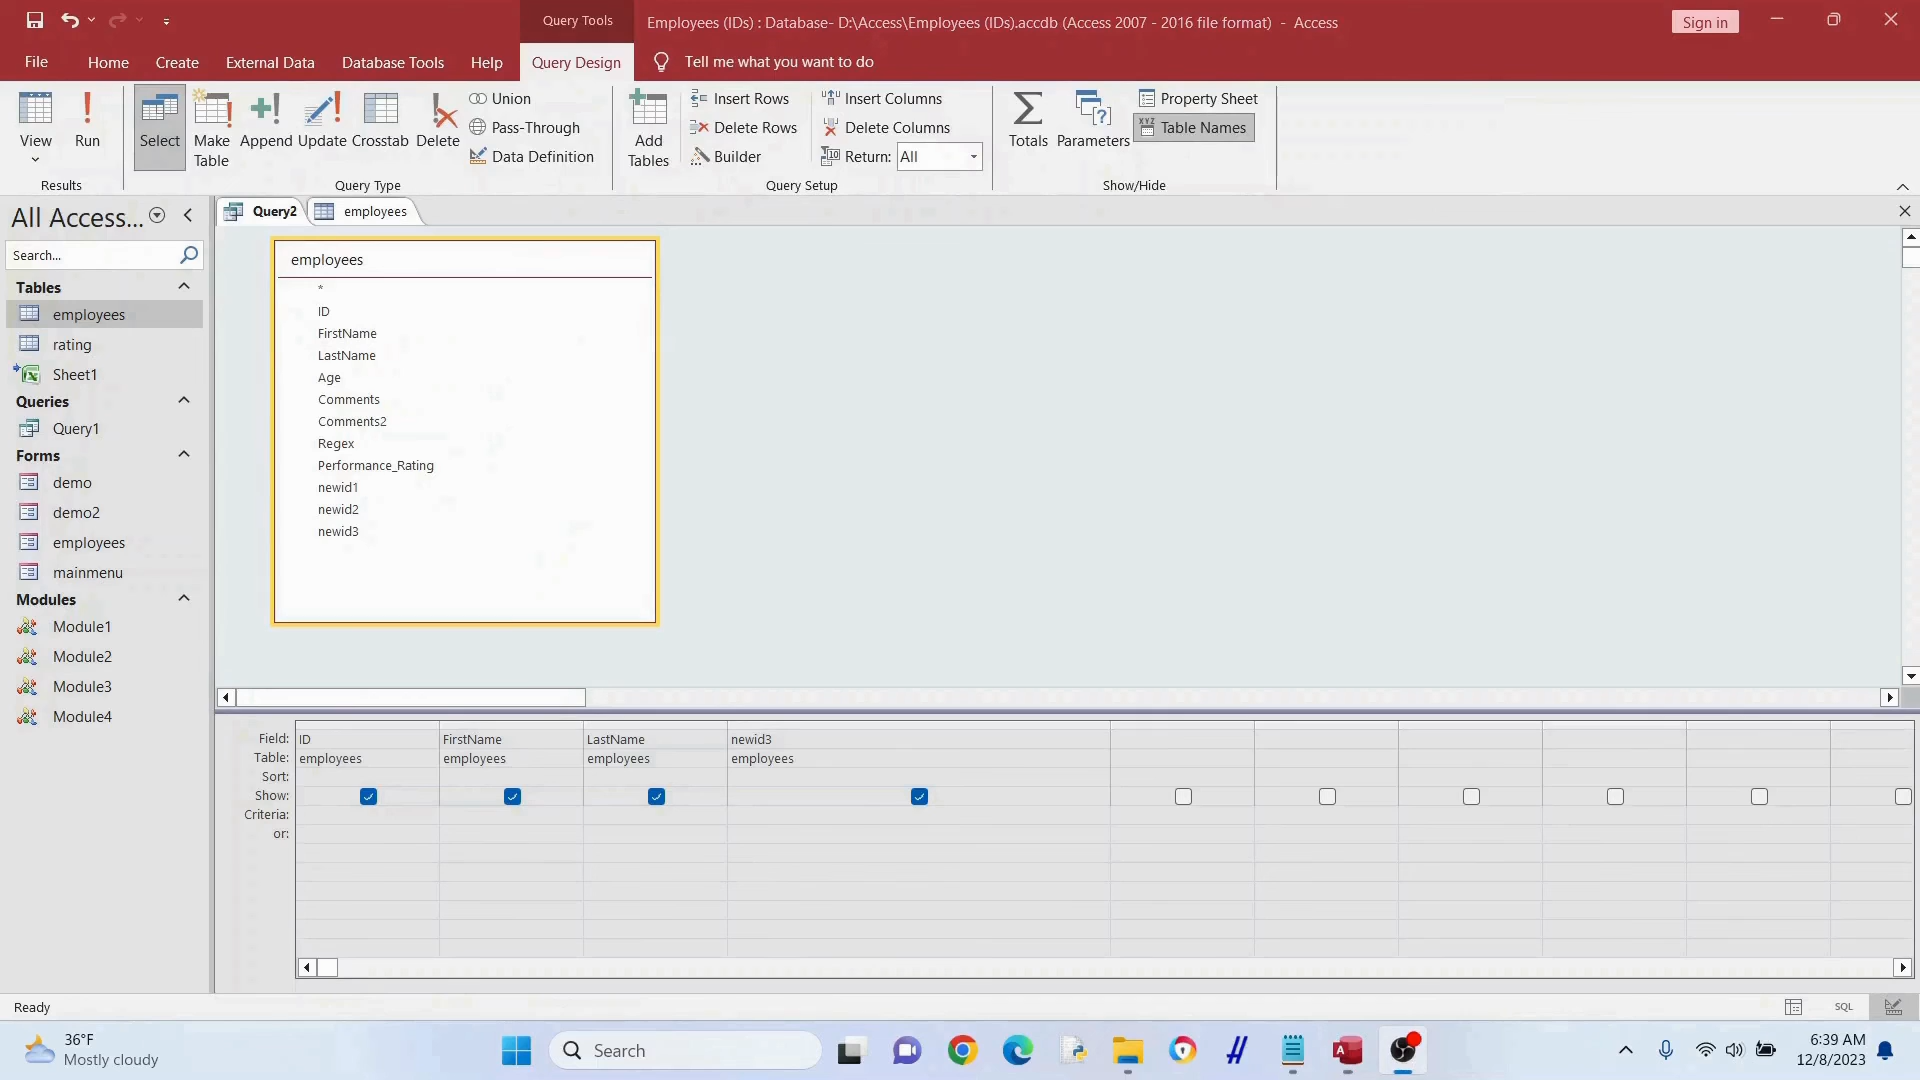 Query Tools
Employees (IDs) : Database- D:\Access\Employees (IDs).accdb (Access 2007 - 2016 file format)  -  Access
Sign in
File
Home
Create
External Data
Database Tools
Help
Query Design
Tell me what you want to do
View
Run
Select
Make
Table
Append
Update
Crosstab
Delete
Union
Pass-Through
Data Definition
Add
Tables
Insert Rows
Delete Rows
Builder
Insert Columns
Delete Columns
Return: All
Totals
Parameters
Property Sheet
Table Names
Results
Query Type
Query Setup
Show/Hide
All Access...
Search...
Tables
employees
rating
Sheet1
Queries
Query1
Forms
demo
demo2
employees
mainmenu
Modules
Module1
Module2
Module3
Module4
Query2
employees
employees
*
ID
FirstName
LastName
Age
Comments
Comments2
Regex
Performance_Rating
newid1
newid2
newid3
Field: ID FirstName LastName newid3
Table: employees employees employees employees
Sort:
Show:
Criteria:
or:
Ready
SQL
36°F
Mostly cloudy
Search
6:39 AM
12/8/2023